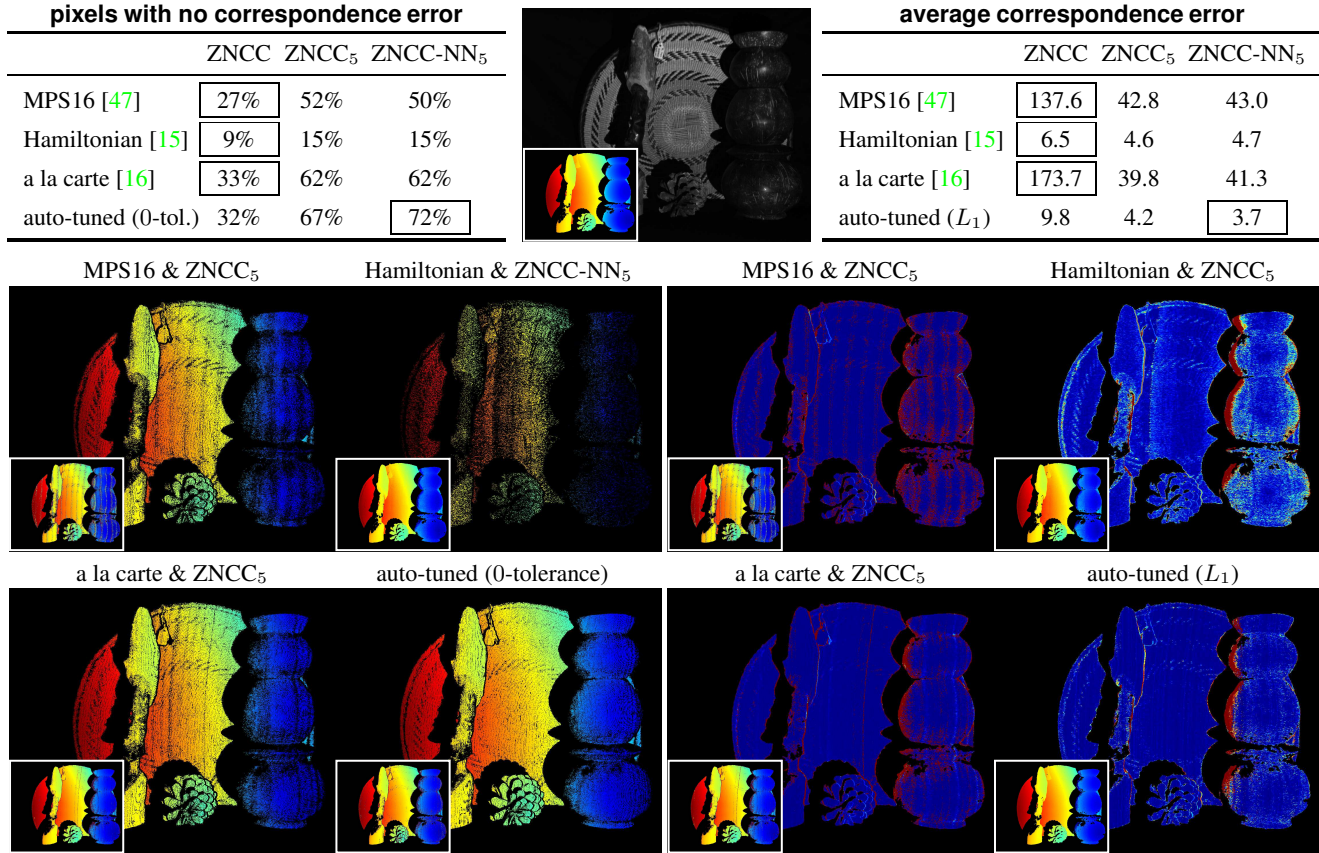 pixels with no correspondence error
ZNCC ZNCC₅ ZNCC-NN₅
MPS16 [47] 27% 52% 50%
Hamiltonian [15] 9% 15% 15%
a la carte [16] 33% 62% 62%
auto-tuned (0-tol.) 32% 67% 72%
average correspondence error
ZNCC ZNCC₅ ZNCC-NN₅
MPS16 [47] 137.6 42.8 43.0
Hamiltonian [15] 6.5 4.6 4.7
a la carte [16] 173.7 39.8 41.3
auto-tuned (L₁) 9.8 4.2 3.7
MPS16 & ZNCC₅
Hamiltonian & ZNCC-NN₅
MPS16 & ZNCC₅
Hamiltonian & ZNCC₅
a la carte & ZNCC₅
auto-tuned (0-tolerance)
a la carte & ZNCC₅
auto-tuned (L₁)